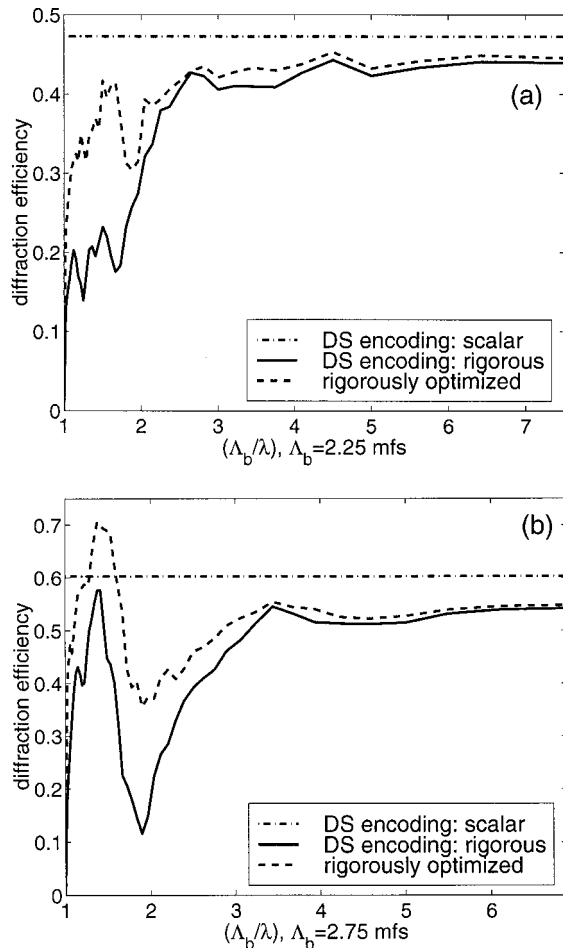 0.5
(a)
0.4
0.3
0.2
0.1
0
diffraction efficiency
DS encoding: scalar
DS encoding: rigorous
rigorously optimized
1 2 3 4 5 6 7
(Λb/λ), Λb=2.25 mfs
(b)
0.7
0.6
0.5
0.4
0.3
0.2
0.1
0
diffraction efficiency
DS encoding: scalar
DS encoding: rigorous
rigorously optimized
1 2 3 4 5 6
(Λb/λ), Λb=2.75 mfs